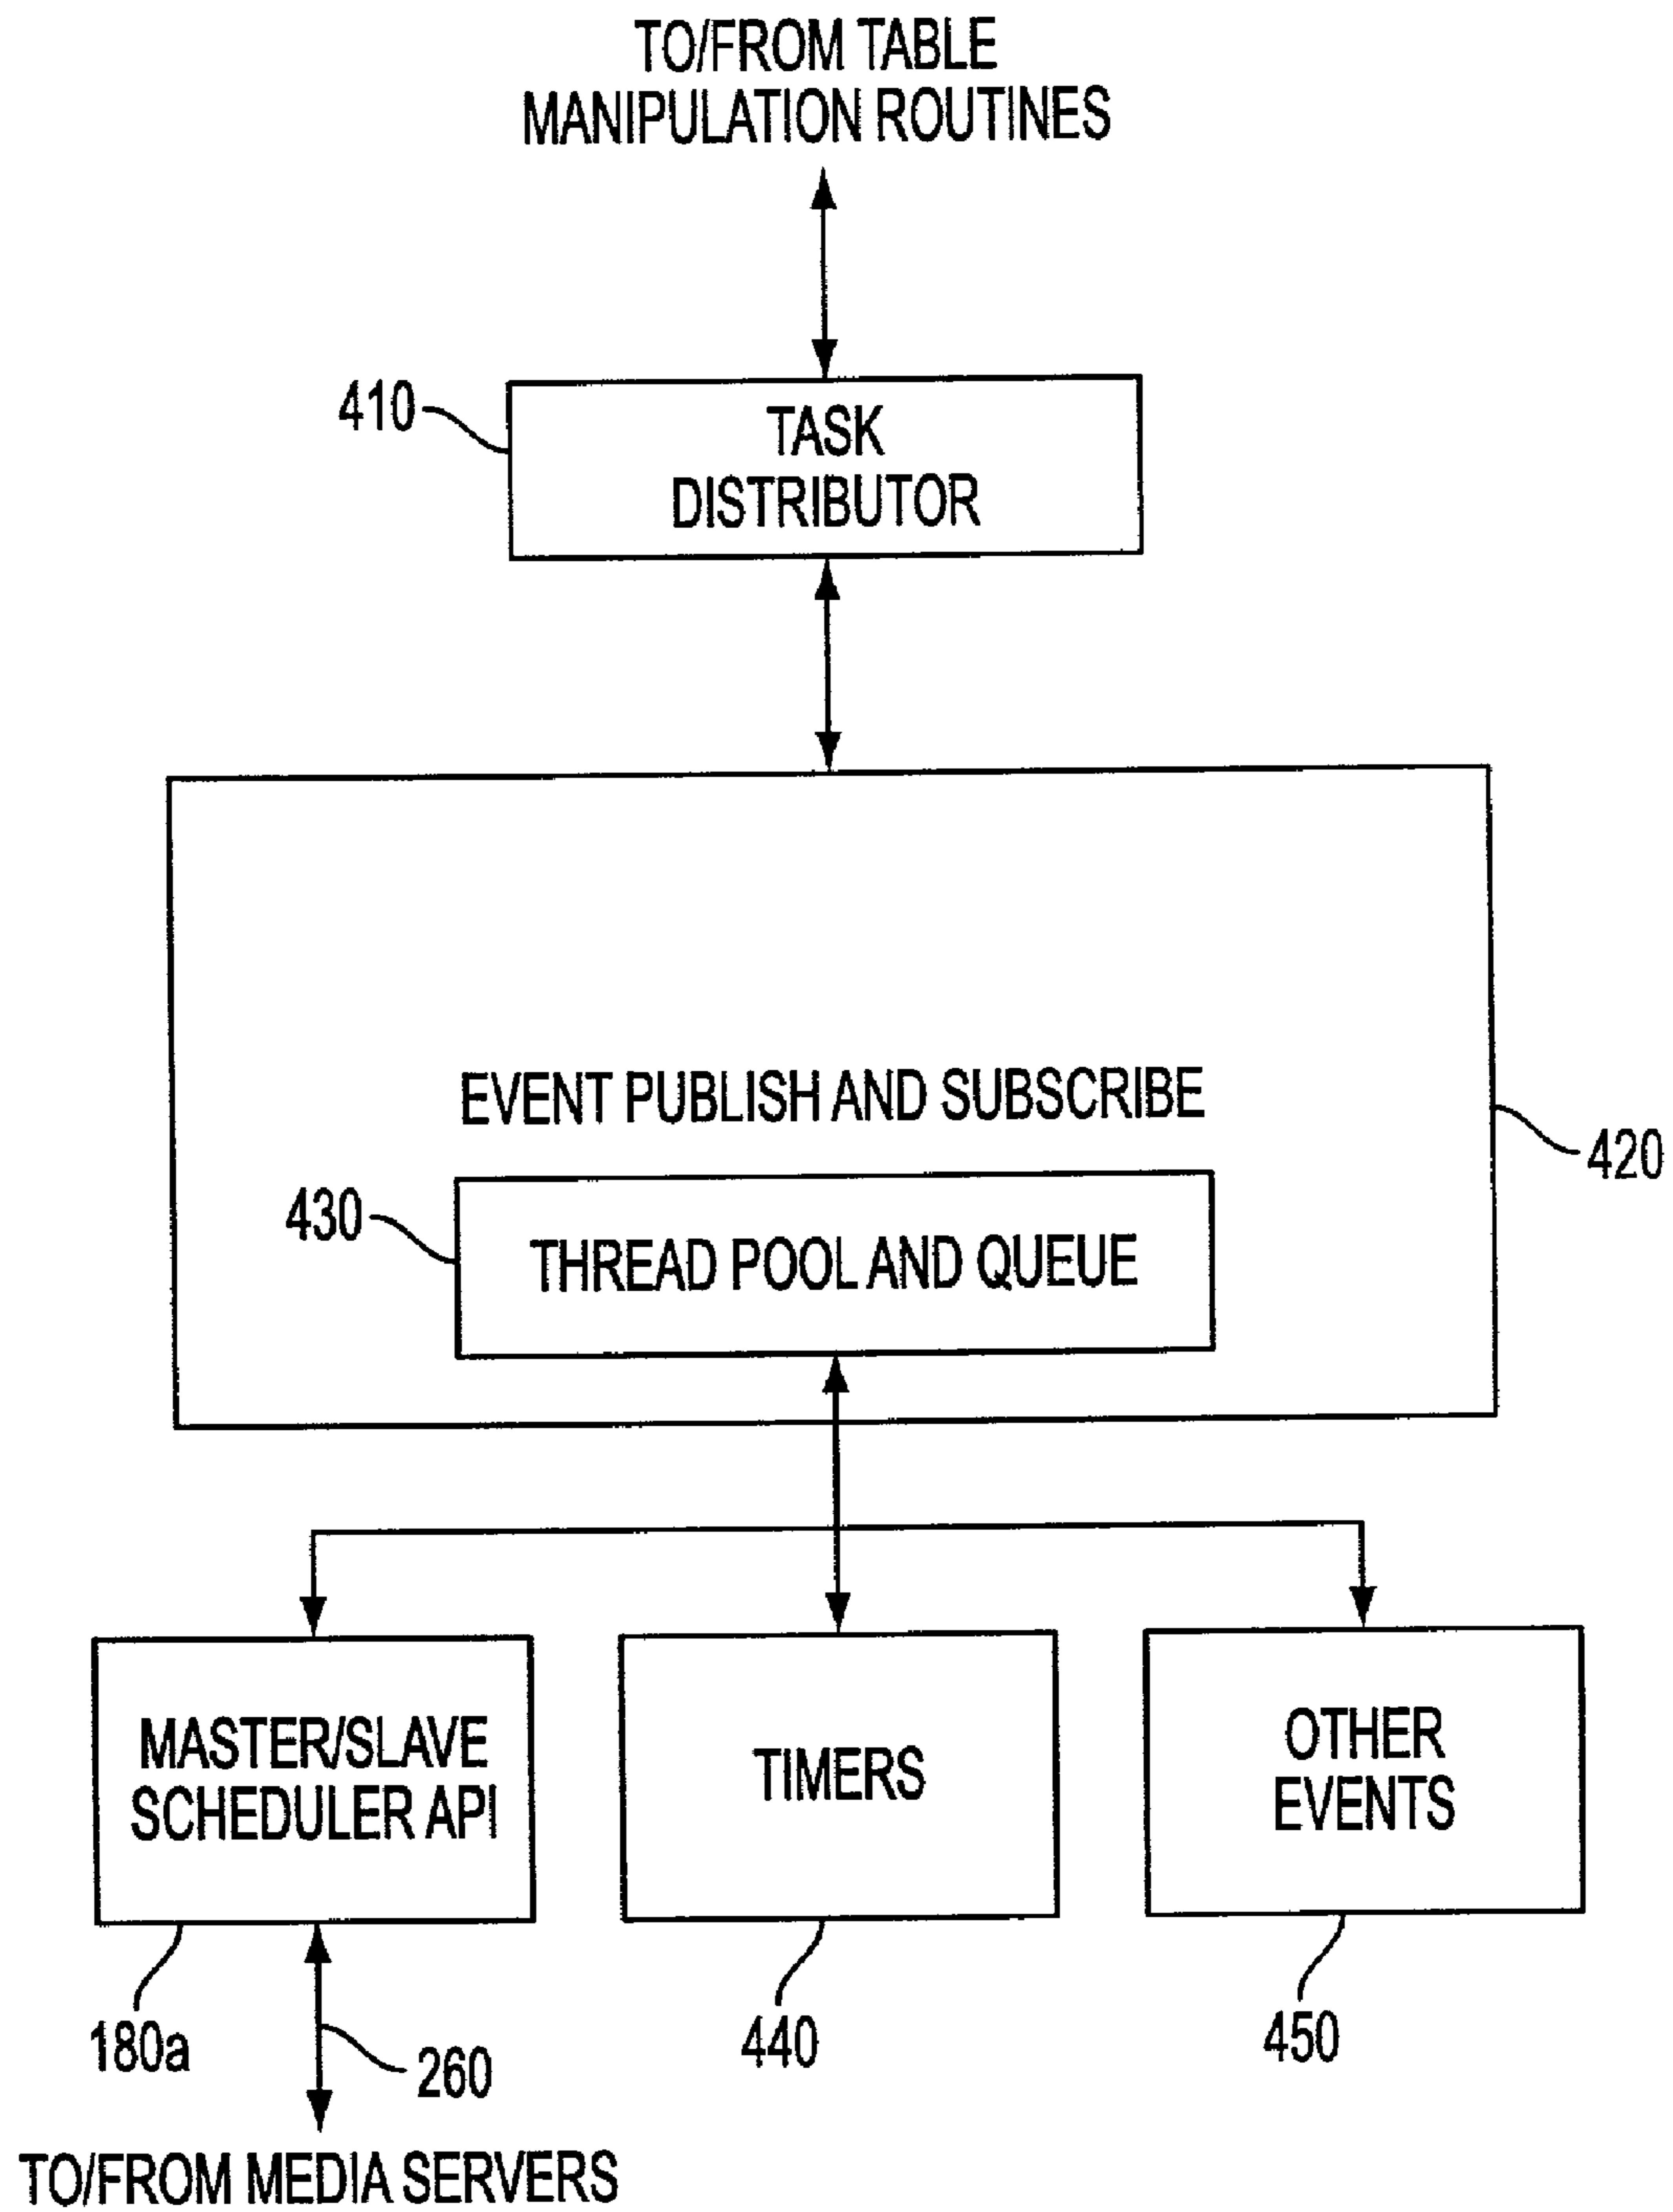 TO/FROM TABLE
MANIPULATION ROUTINES
410
TASK
DISTRIBUTOR
EVENT PUBLISH AND SUBSCRIBE
420
430
THREAD POOL AND QUEUE
MASTER/SLAVE
SCHEDULER API
TIMERS
OTHER
EVENTS
180a
260
440
450
TO/FROM MEDIA SERVERS